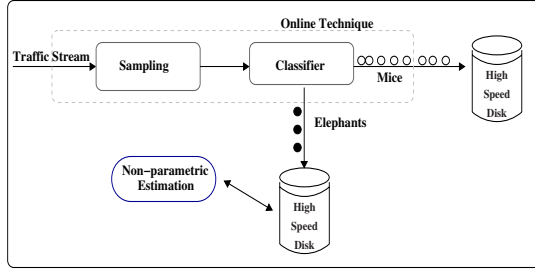 Online Technique
Traffic Stream
Sampling
Classifier
Mice
High
Speed
Disk
Elephants
Non-parametric
Estimation
High
Speed
Disk